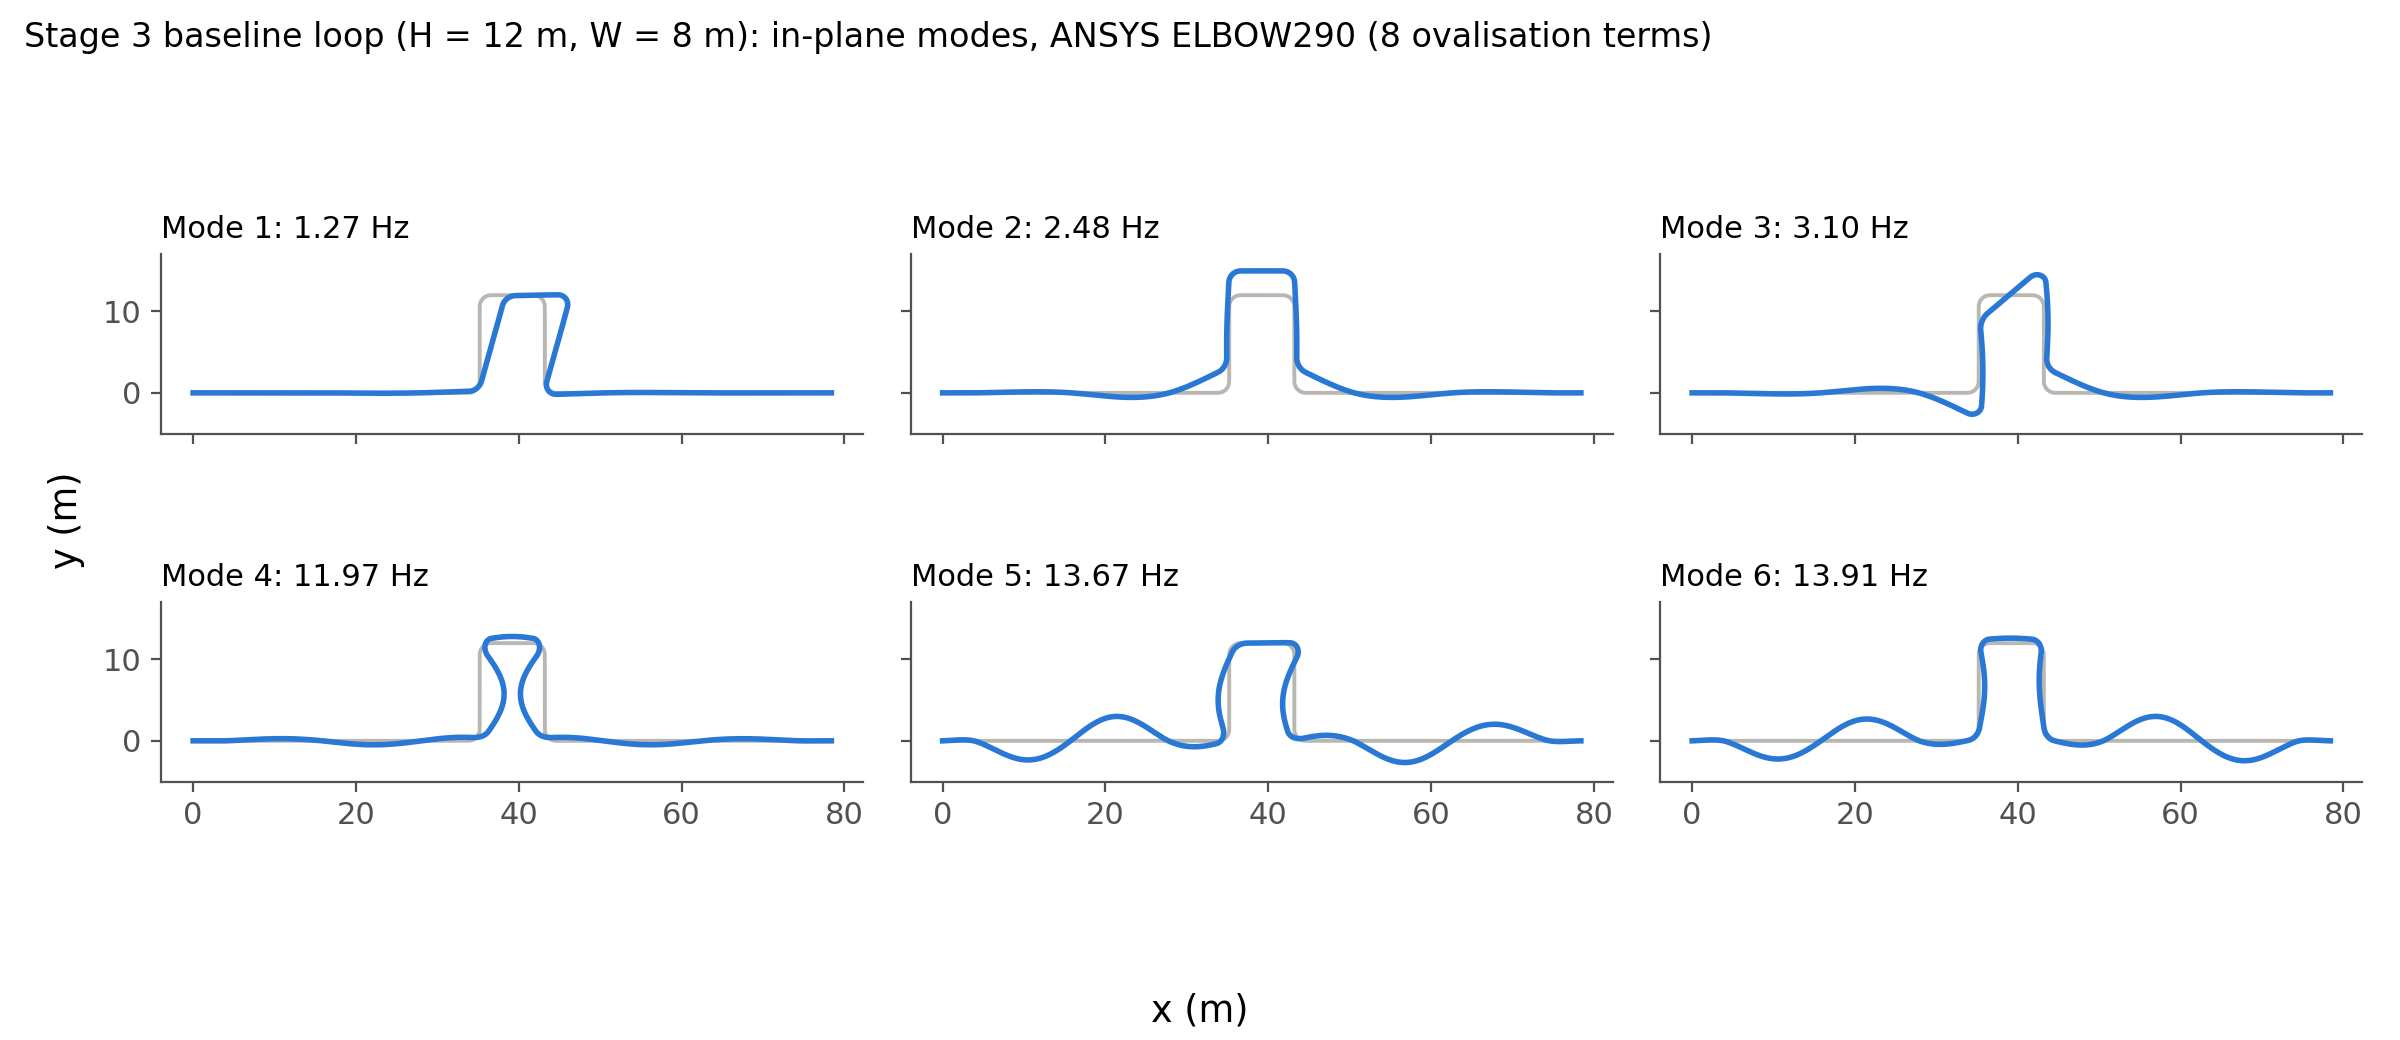 Stage 3 baseline loop (H = 12 m, W = 8 m): in-plane modes, ANSYS ELBOW290 (8 ovalisation terms)
Mode 1: 1.27 Hz
Mode 2: 2.48 Hz
Mode 3: 3.10 Hz
10
0
y (m)
Mode 4: 11.97 Hz
Mode 5: 13.67 Hz
Mode 6: 13.91 Hz
10
0
0 20 40 60 80
0 20 40 60 80
0 20 40 60 80
x (m)